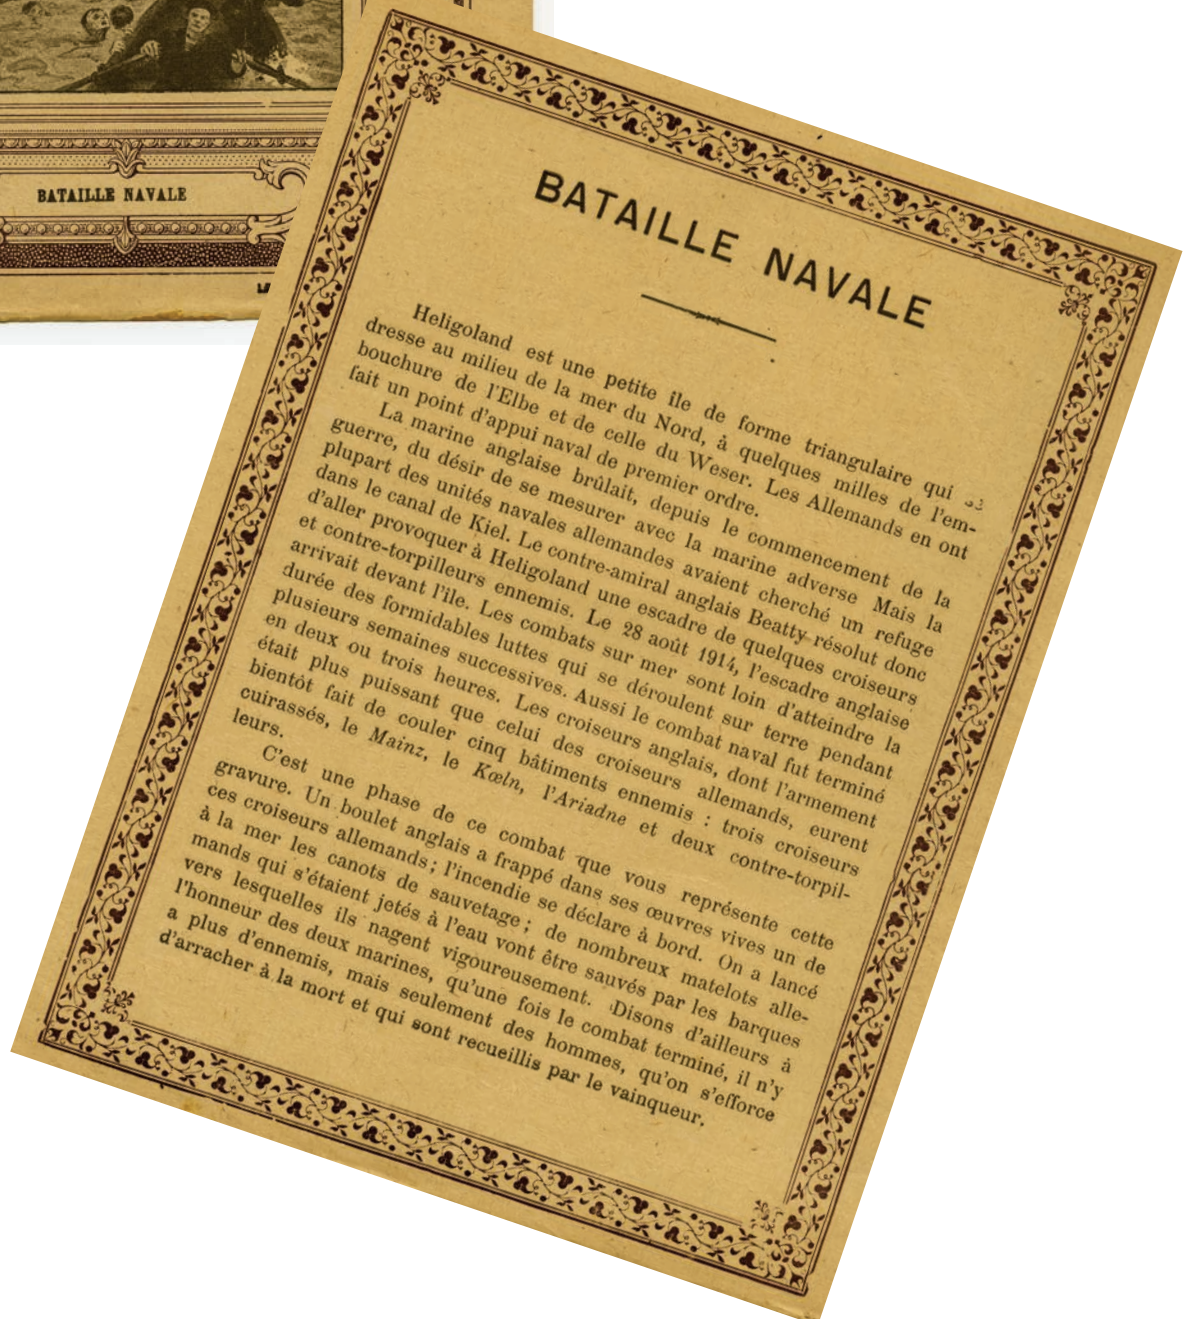 BATAILLE NAVALE
BATAILLE NAVALE
Heligoland est une petite île de forme triangulaire qui
dresse au milieu de la mer du Nord, à quelques milles de l'em-
bouchure de l'Elbe et de celle du Weser. Les Allemands en ont
fait un point d'appui naval de premier ordre.
La marine anglaise brûlait, depuis le commencement de la
guerre, du désir de se mesurer avec la marine adverse Mais la
plupart des unités navales allemandes avaient cherché un refuge
dans le canal de Kiel. Le contre-amiral anglais Beatty résolut donc
d'aller provoquer à Heligoland une escadre de quelques croiseurs
et contre-torpilleurs ennemis. Le 28 août 1914, l'escadre anglaise
arrivait devant l'île. Les combats sur mer sont loin d'atteindre la
durée des formidables luttes qui se déroulent sur terre pendant
plusieurs semaines successives. Aussi le combat naval fut terminé
en deux ou trois heures. Les croiseurs anglais, dont l'armement
était plus puissant que celui des croiseurs allemands, eurent
bientôt fait de couler cinq bâtiments ennemis : trois croiseurs
cuirassés, le Mainz, le Kœln, l'Ariadne et deux contre-torpil-
leurs.
C'est une phase de ce combat que vous représente cette
gravure. Un boulet anglais a frappé dans ses œuvres vives un de
ces croiseurs allemands ; l'incendie se déclare à bord. On a lancé
à la mer les canots de sauvetage ; de nombreux matelots alle-
mands qui s'étaient jetés à l'eau vont être sauvés par les barques
vers lesquelles ils nagent vigoureusement. Disons d'ailleurs à
l'honneur des deux marines, qu'une fois le combat terminé, il n'y
a plus d'ennemis, mais seulement des hommes, qu'on s'efforce
d'arracher à la mort et qui sont recueillis par le vainqueur.